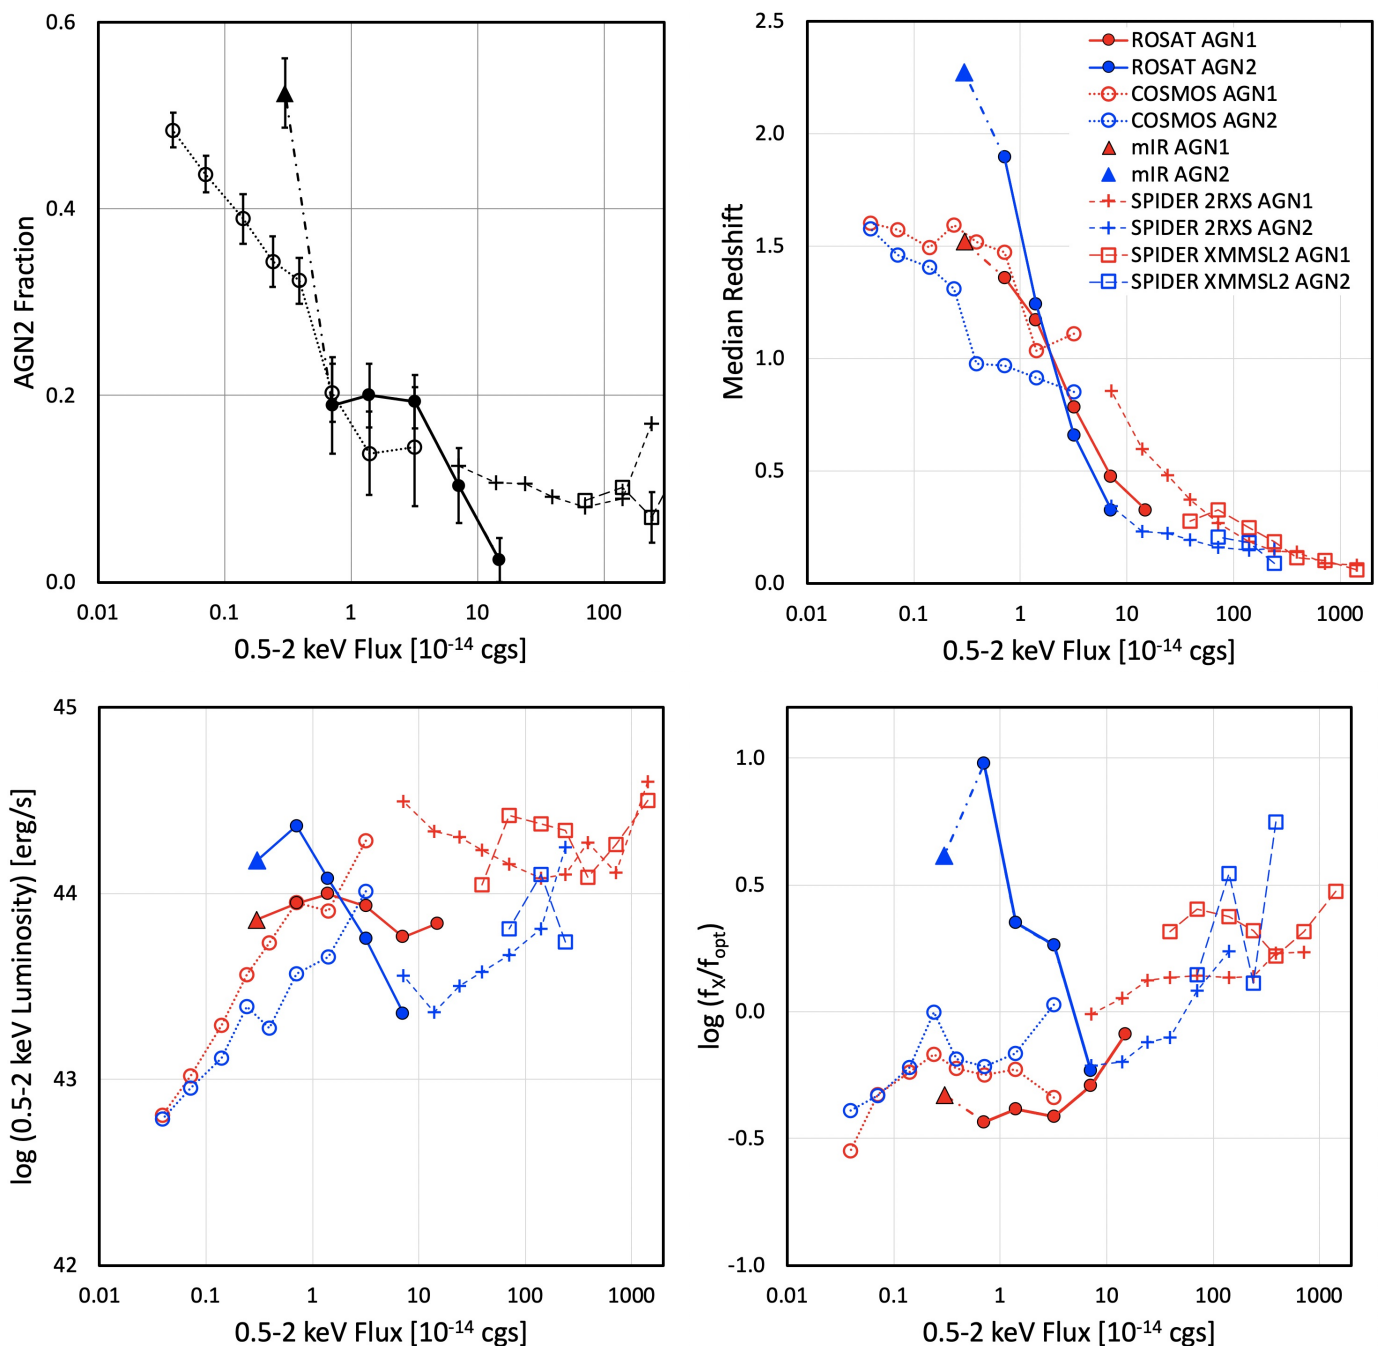 0.6
0.4
0.2
0.0
AGN2 Fraction
0.01 0.1 1 10 100
0.5-2 keV Flux [10⁻¹⁴ cgs]
2.5
2.0
1.5
1.0
0.5
0.0
Median Redshift
ROSAT AGN1
ROSAT AGN2
COSMOS AGN1
COSMOS AGN2
mIR AGN1
mIR AGN2
SPIDER 2RXS AGN1
SPIDER 2RXS AGN2
SPIDER XMMSL2 AGN1
SPIDER XMMSL2 AGN2
0.01 0.1 1 10 100 1000
0.5-2 keV Flux [10⁻¹⁴ cgs]
45
44
43
42
log (0.5-2 keV Luminosity) [erg/s]
0.01 0.1 1 10 100 1000
0.5-2 keV Flux [10⁻¹⁴ cgs]
1.0
0.5
0.0
-0.5
-1.0
log (fX/fopt)
0.01 0.1 1 10 100 1000
0.5-2 keV Flux [10⁻¹⁴ cgs]